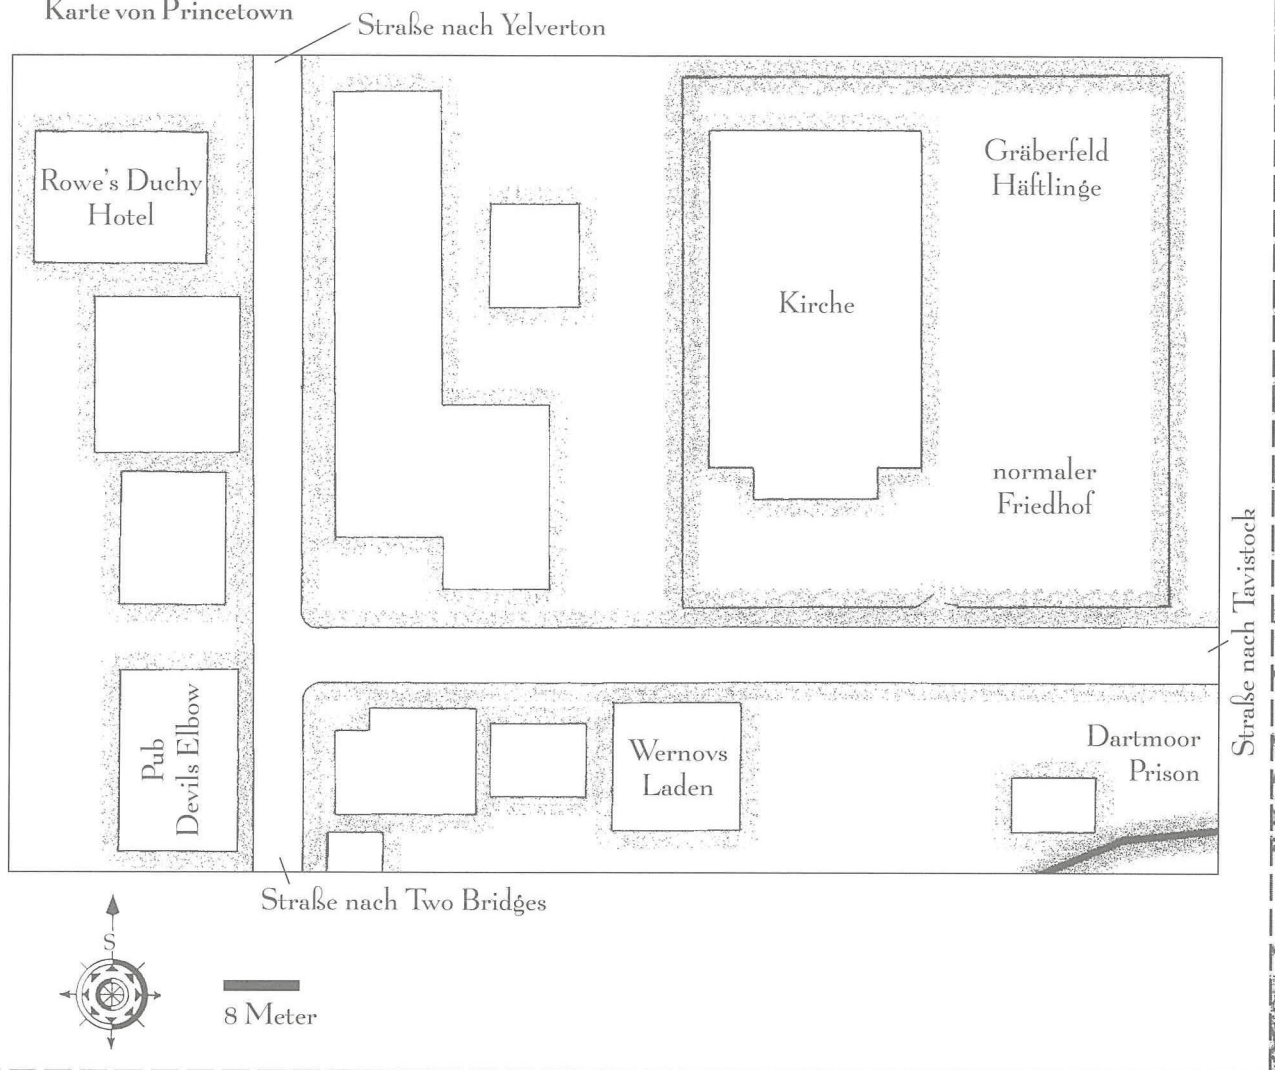 Karte von Princetown
Straße nach Yelverton
Rowe's Duchy
Hotel
Gräberfeld
Häftlinge
Kirche
normaler
Friedhof
Straße nach Tavistock
Pub
Devils Elbow
Wernovs
Laden
Dartmoor
Prison
Straße nach Two Bridges
S
8 Meter